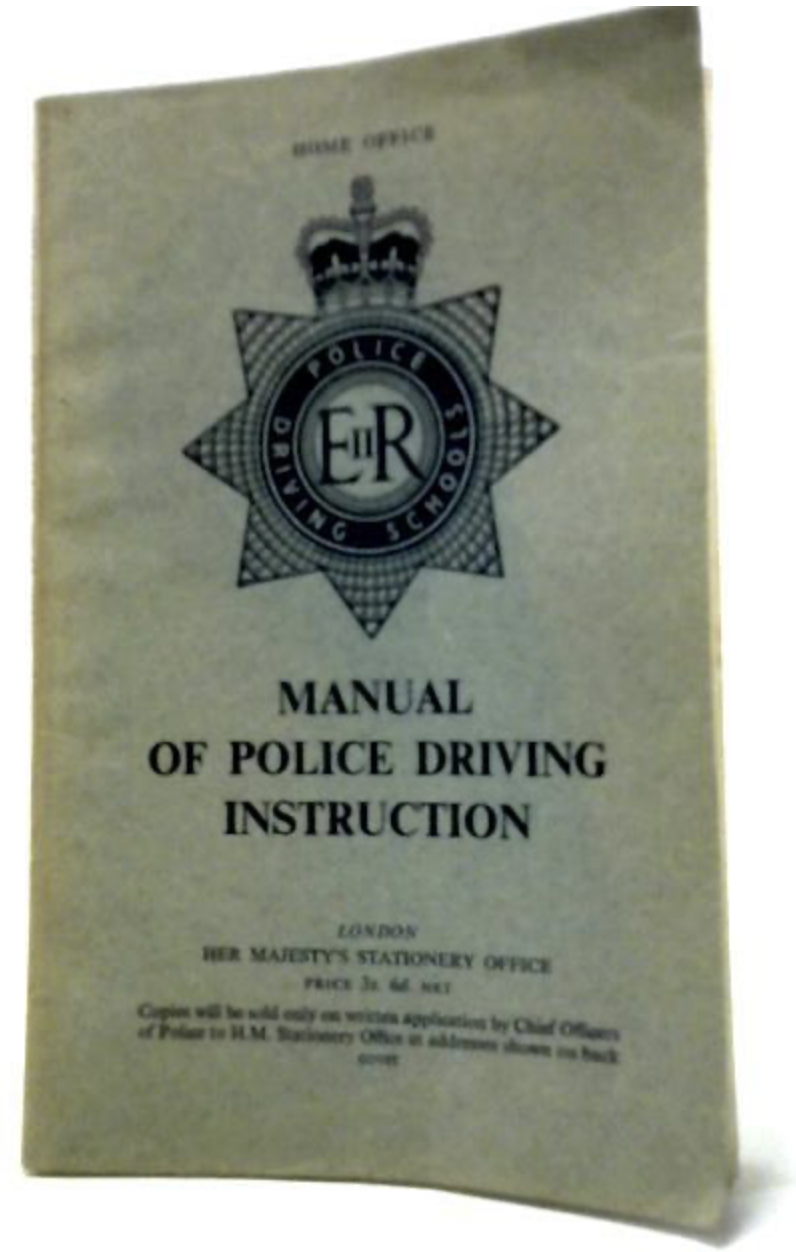 HOME OFFICE
POLICE
DRIVING SCHOOLS
EIIR
MANUAL
OF POLICE DRIVING
INSTRUCTION
LONDON
HER MAJESTY'S STATIONERY OFFICE
PRICE 3s. 6d. NET
Copies will be sold only on written application by Chief Officers
of Police to H.M. Stationery Office at addresses shown on back
cover